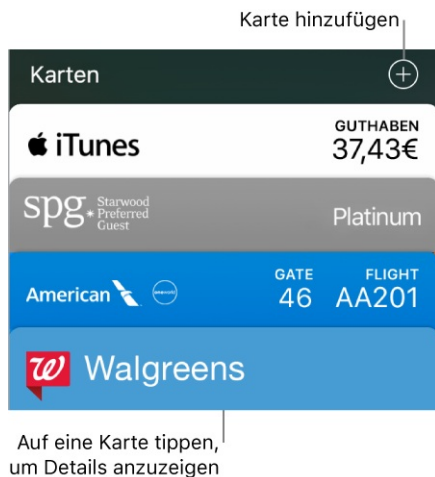 Karte hinzufügen
Karten
iTunes
GUTHABEN
37,43€
spg*
Starwood
Preferred
Guest
Platinum
American
oneworld
GATE
46
FLIGHT
AA201
W Walgreens
Auf eine Karte tippen,
um Details anzuzeigen